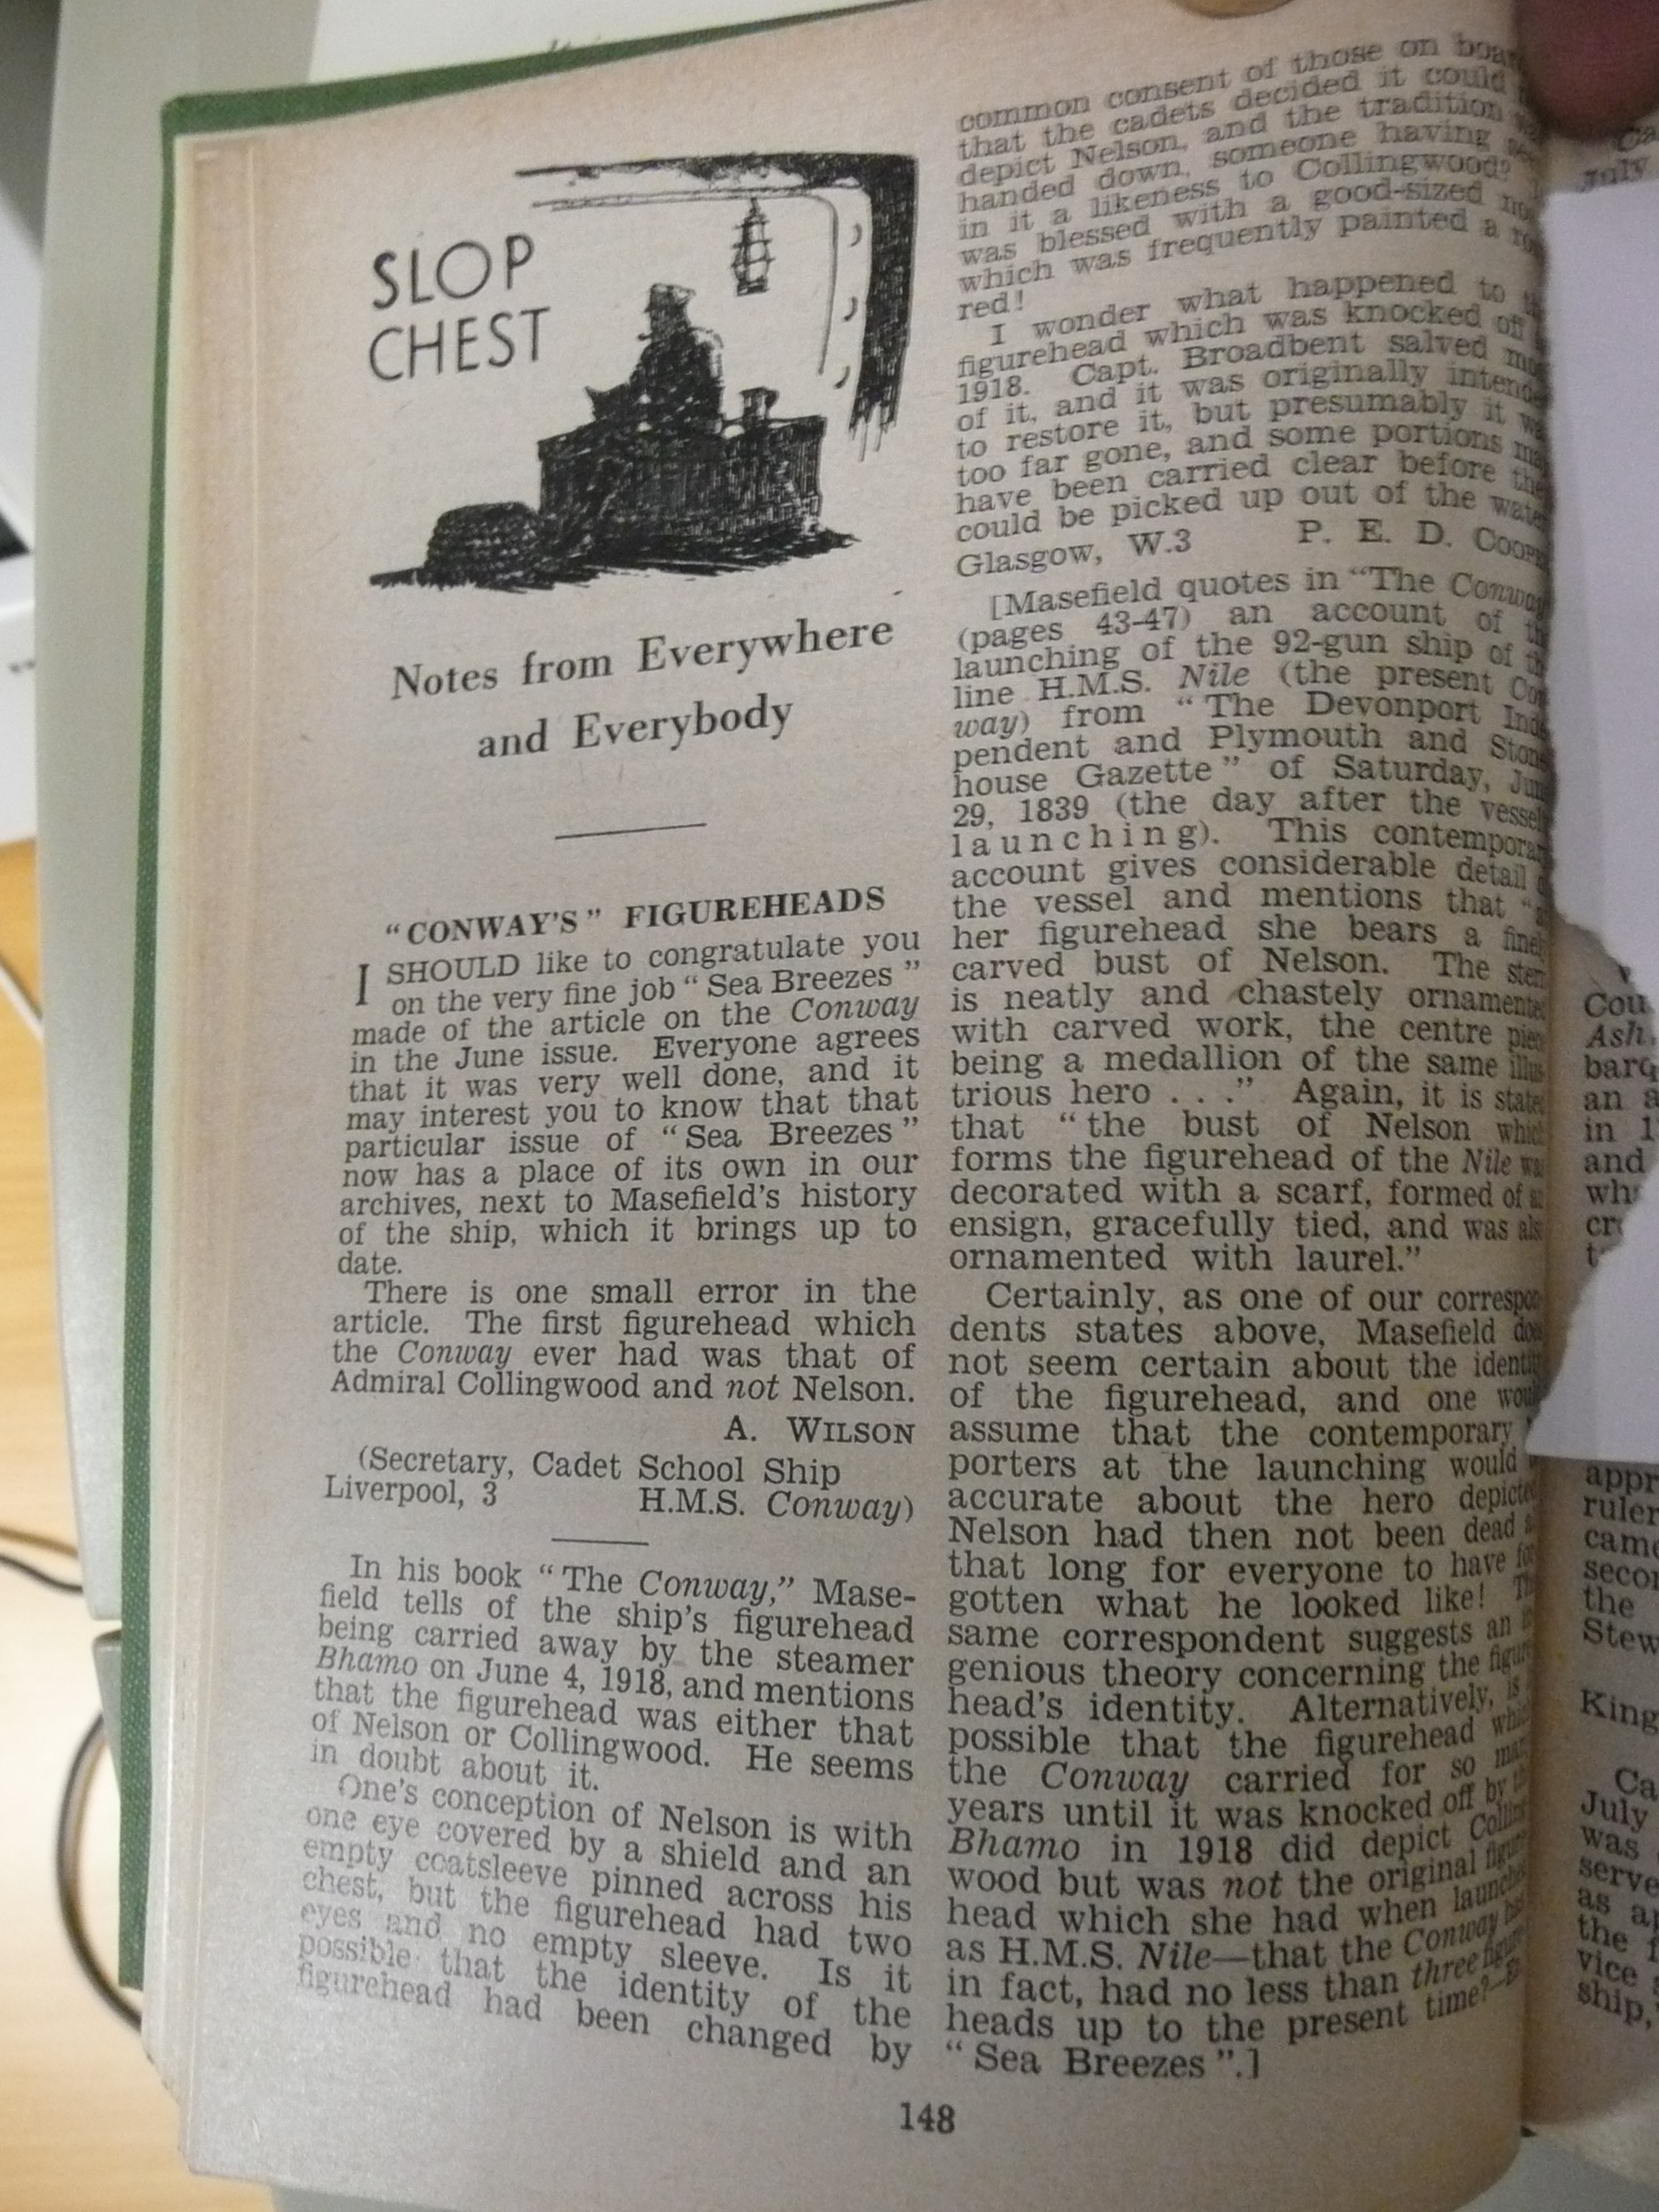 SLOP
CHEST
Notes from Everywhere
and Everybody
"CONWAY'S" FIGUREHEADS
I SHOULD like to congratulate you
on the very fine job "Sea Breezes"
made of the article on the Conway
in the June issue. Everyone agrees
that it was very well done, and it
may interest you to know that that
particular issue of "Sea Breezes"
now has a place of its own in our
archives, next to Masefield's history
of the ship, which it brings up to
date.
There is one small error in the
article. The first figurehead which
the Conway ever had was that of
Admiral Collingwood and not Nelson.
A. WILSON
(Secretary, Cadet School Ship
Liverpool, 3 H.M.S. Conway)
In his book "The Conway," Mase-
field tells of the ship's figurehead
being carried away by the steamer
Bhamo on June 4, 1918, and mentions
that the figurehead was either that
of Nelson or Collingwood. He seems
in doubt about it.
One's conception of Nelson is with
one eye covered by a shield and an
empty coatsleeve pinned across his
chest, but the figurehead had two
eyes and no empty sleeve. Is it
possible that the identity of the
figurehead had been changed by
common consent of those on
that the cadets decided it could
depict Nelson, and the tradition
handed down, someone having
in it a likeness to Collingwood?
was blessed with a good-sized
which was frequently painted a
red!
I wonder what happened to
figurehead which was knocked off
1918. Capt. Broadbent salved
of it, and it was originally
to restore it, but presumably it
too far gone, and some portions
have been carried clear before
could be picked up out of the
Glasgow, W.3 P. E. D.
[Masefield quotes in "The
(pages 43-47) an account of
launching of the 92-gun ship of
line H.M.S. Nile (the present
way) from "The Devonport
pendent and Plymouth and
house Gazette" of Saturday,
29, 1839 (the day after the
launching). This
account gives considerable detail
the vessel and mentions that
her figurehead she bears a
carved bust of Nelson. The
is neatly and chastely
with carved work, the centre
being a medallion of the same
trious hero . . ." Again, it is
that "the bust of Nelson
forms the figurehead of the Nile
decorated with a scarf, formed of
ensign, gracefully tied, and was
ornamented with laurel."
Certainly, as one of our
dents states above, Masefield
not seem certain about the
of the figurehead, and one
assume that the contemporary
porters at the launching would
accurate about the hero
Nelson had then not been dead
that long for everyone to have
gotten what he looked like!
same correspondent suggests an
genious theory concerning the
head's identity. Alternatively, is
possible that the figurehead
the Conway carried for so
years until it was knocked off by
Bhamo in 1918 did depict
wood but was not the original
head which she had when
as H.M.S. Nile—that the Conway
in fact, had no less than three
heads up to the present time?
"Sea Breezes".]
148
July
Ash
an
in
and
the
Stew
King
July
was
as
the
vice
ship,